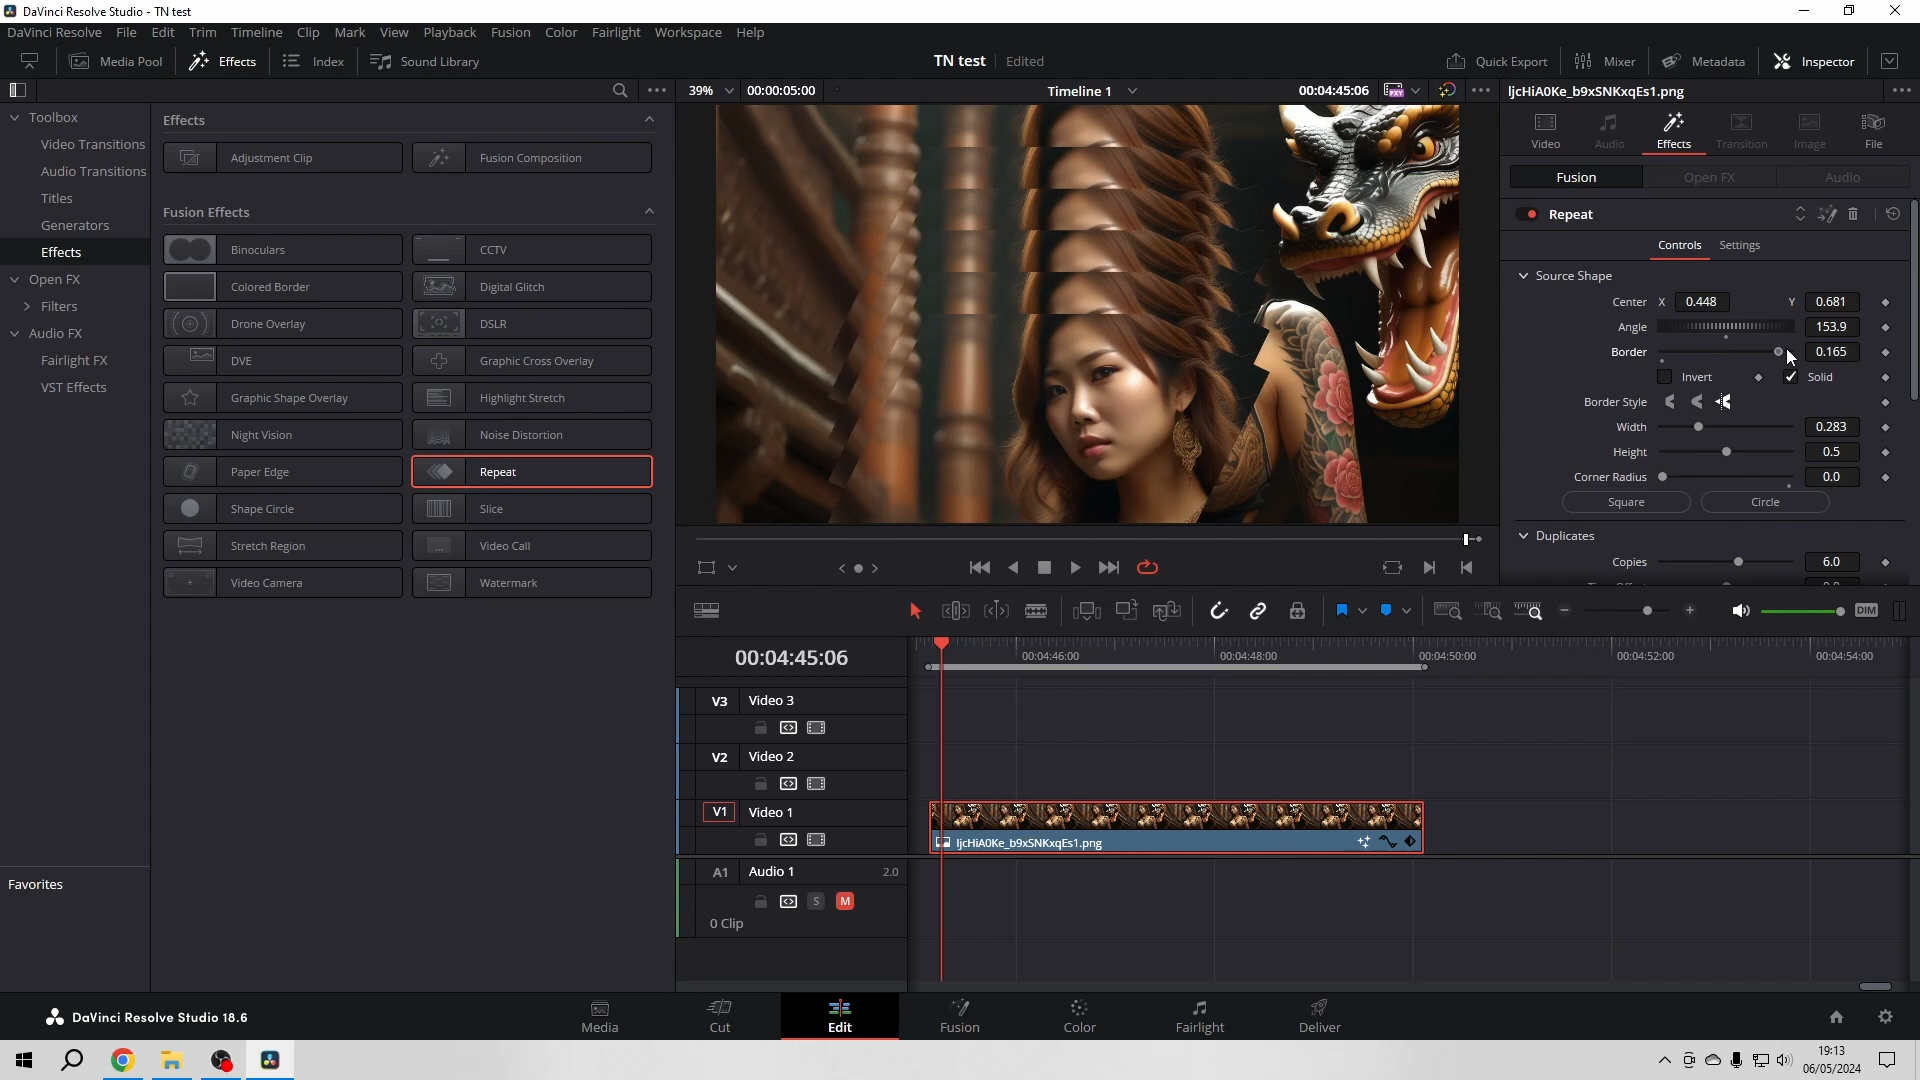 DaVinci Resolve Studio - TN test
DaVinci Resolve File Edit Trim Timeline Clip Mark View Playback Fusion Color Fairlight Workspace Help
Media Pool Effects Index Sound Library TN test Edited Quick Export Mixer Metadata Inspector
39% 00:00:05:00 Timeline 1 00:04:45:06 PXY ljcHiA0Ke_b9xSNKxqEs1.png
Toolbox
Video Transitions
Audio Transitions
Titles
Generators
Effects
Open FX
Filters
Audio FX
Fairlight FX
VST Effects
Favorites
Effects
Adjustment Clip Fusion Composition
Fusion Effects
Binoculars CCTV
Colored Border Digital Glitch
Drone Overlay DSLR
DVE Graphic Cross Overlay
Graphic Shape Overlay Highlight Stretch
Night Vision Noise Distortion
Paper Edge Repeat
Shape Circle Slice
Stretch Region Video Call
Video Camera Watermark
Video Audio Effects Transition Image File
Fusion Open FX Audio
Repeat
Controls Settings
Source Shape
Center X 0.448 Y 0.681
Angle 153.9
Border 0.165
Invert Solid
Border Style
Width 0.283
Height 0.5
Corner Radius 0.0
Square Circle
Duplicates
Copies 6.0
DIM
00:04:45:06 00:04:46:00 00:04:48:00 00:04:50:00 00:04:52:00 00:04:54:00
V3 Video 3
V2 Video 2
V1 Video 1
ljcHiA0Ke_b9xSNKxqEs1.png
A1 Audio 1 2.0
S M
0 Clip
DaVinci Resolve Studio 18.6
Media Cut Edit Fusion Color Fairlight Deliver
19:13
06/05/2024